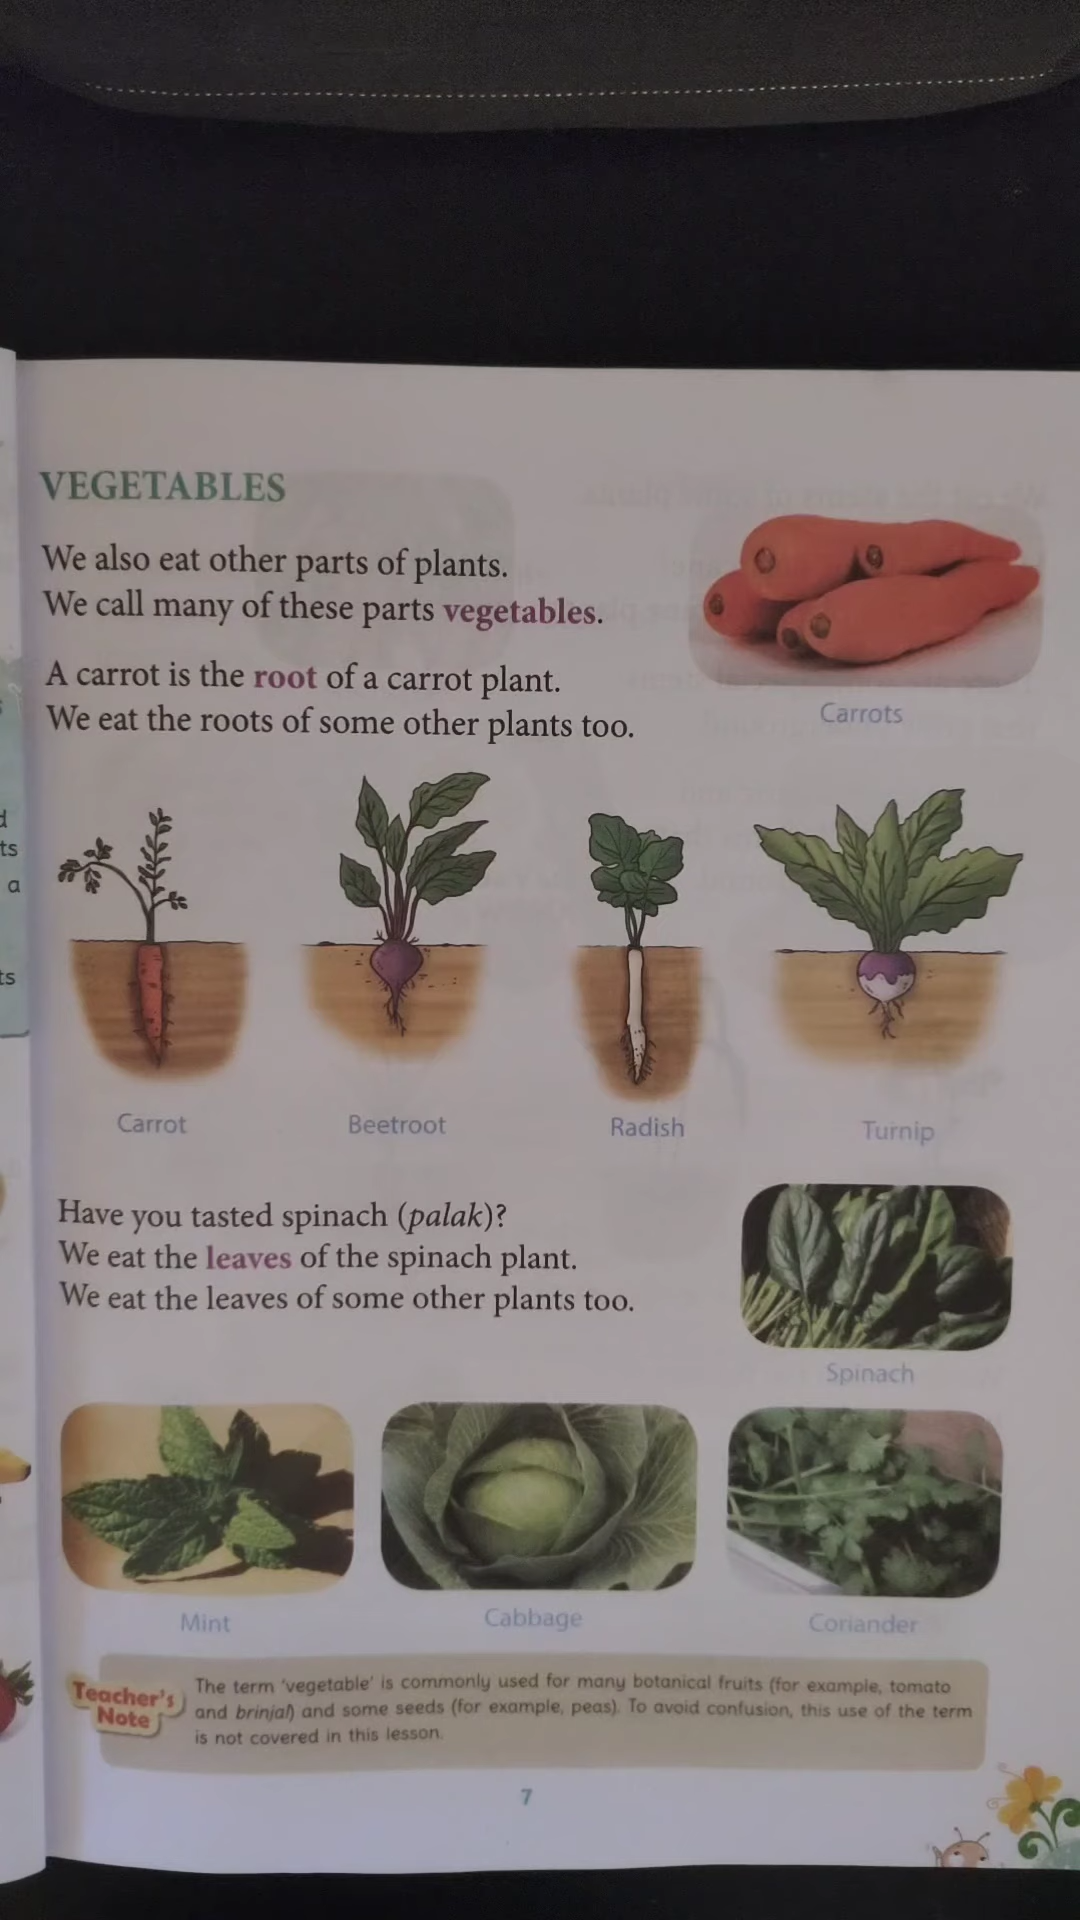 VEGETABLES
We also eat other parts of plants.
We call many of these parts vegetables.
A carrot is the root of a carrot plant.
We eat the roots of some other plants too.
Carrots
Carrot
Beetroot
Radish
Turnip
Have you tasted spinach (palak)?
We eat the leaves of the spinach plant.
We eat the leaves of some other plants too.
Spinach
Mint
Cabbage
Coriander
Teacher's
Note
The term 'vegetable' is commonly used for many botanical fruits (for example, tomato
and brinjal) and some seeds (for example, peas). To avoid confusion, this use of the term
is not covered in this lesson.
7